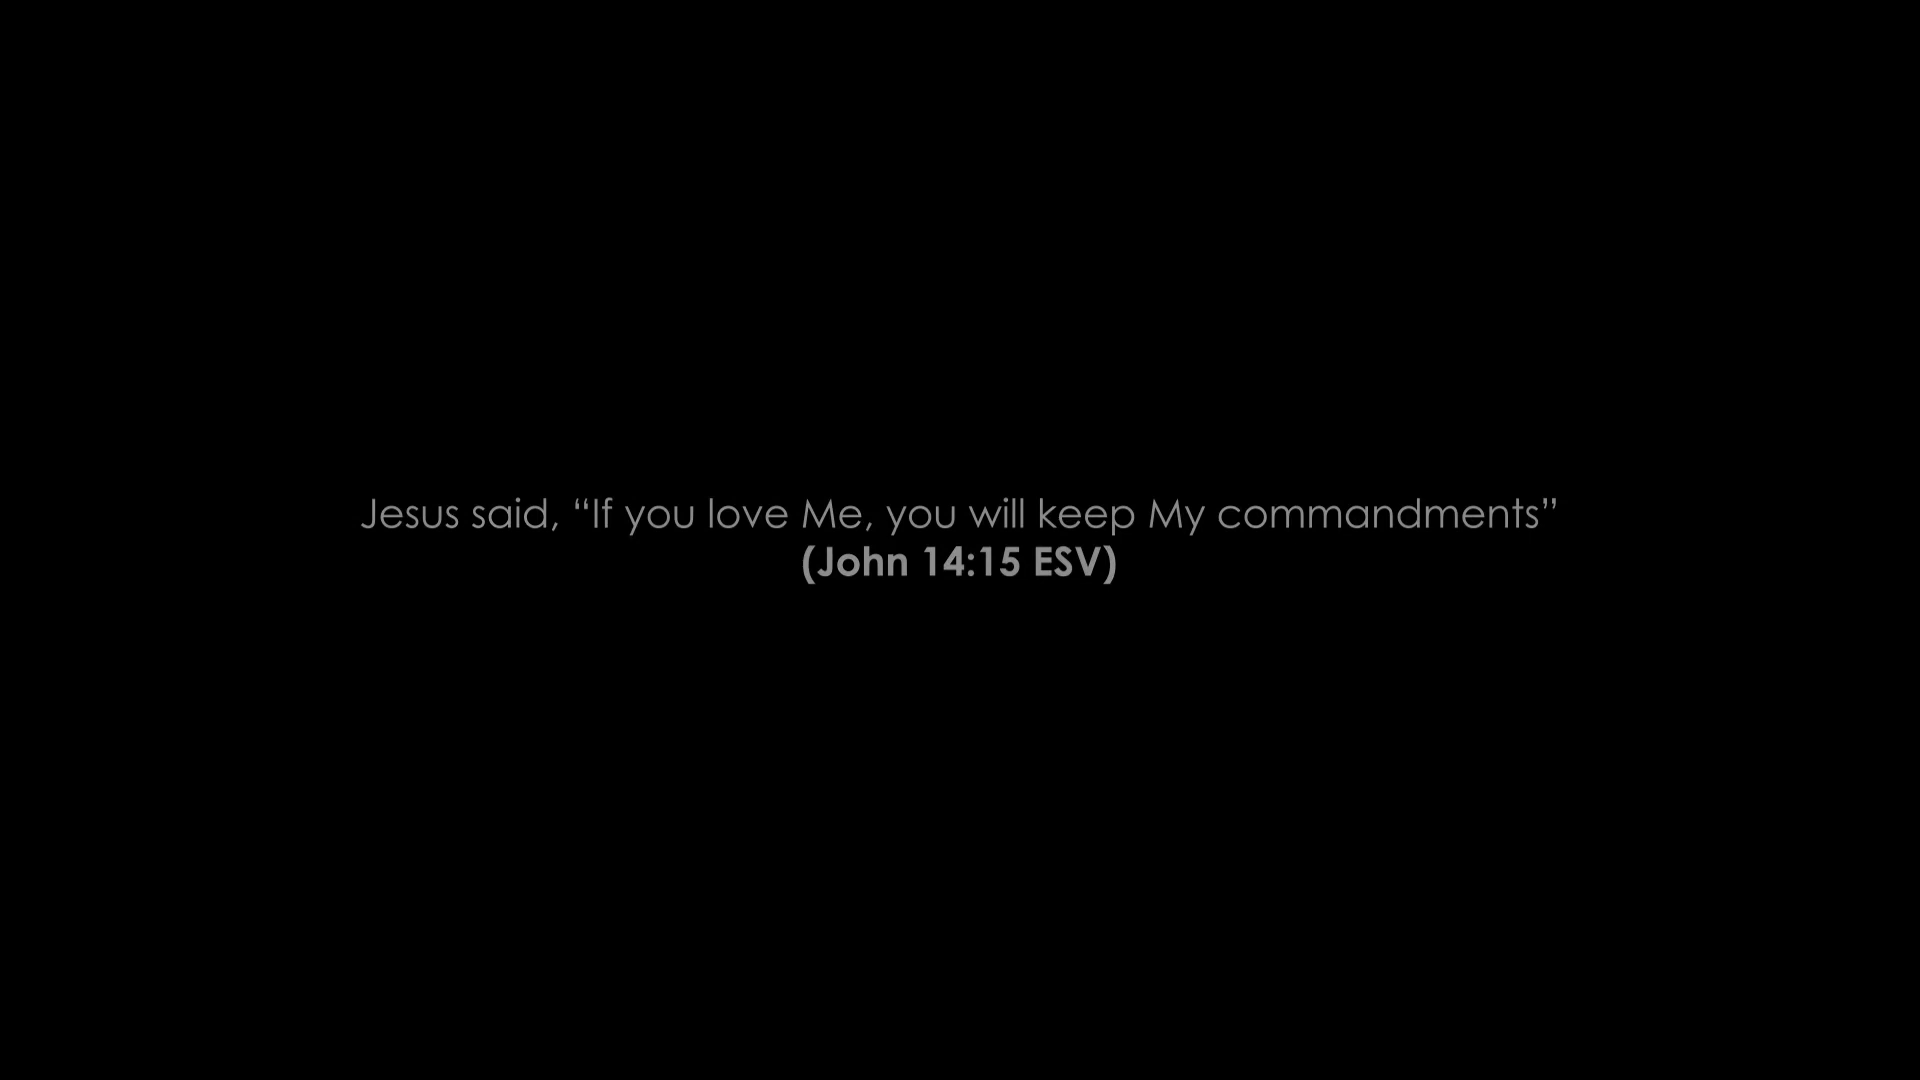 Jesus said, “If you love Me, you will keep My commandments”
(John 14:15 ESV)